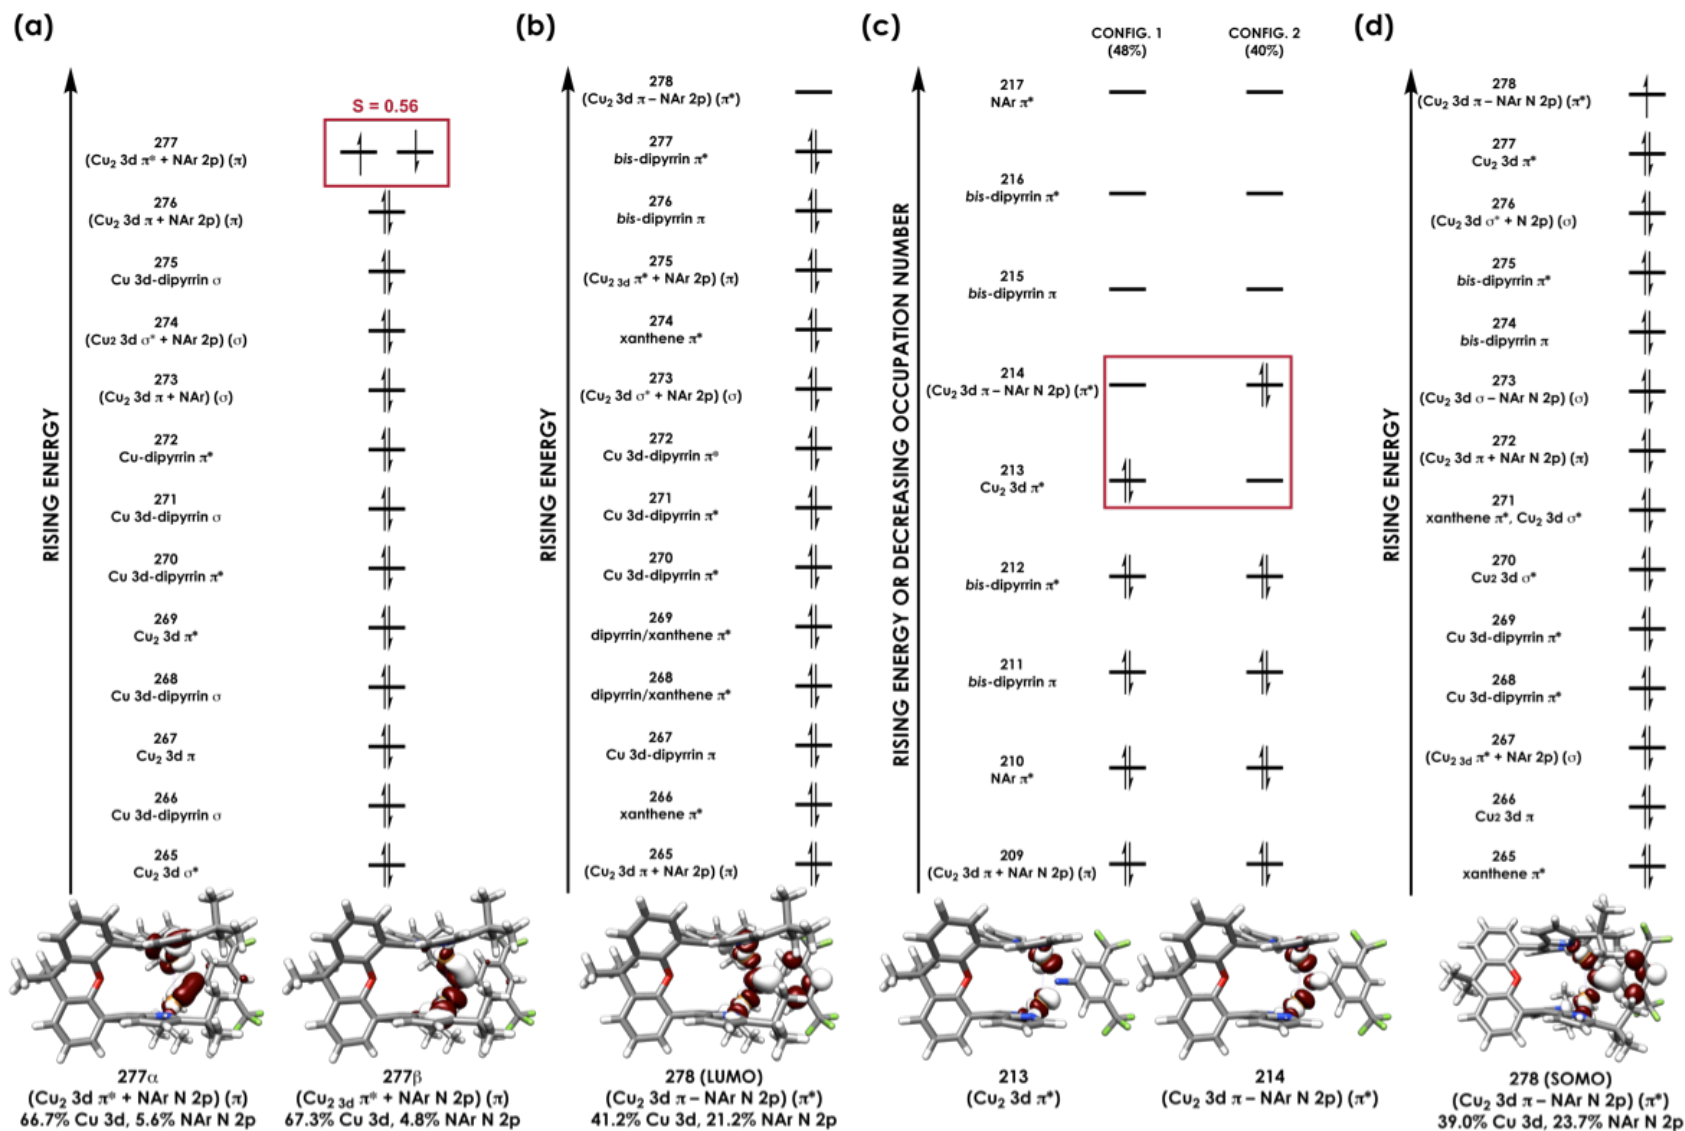 (a)
RISING ENERGY
S = 0.56
277
(Cu2 3d π* + NAr 2p) (π)
276
(Cu2 3d π + NAr 2p) (π)
275
Cu 3d-dipyrrin σ
274
(Cu2 3d σ* + NAr 2p) (σ)
273
(Cu2 3d π + NAr) (σ)
272
Cu-dipyrrin π*
271
Cu 3d-dipyrrin σ
270
Cu 3d-dipyrrin π*
269
Cu2 3d π*
268
Cu 3d-dipyrrin σ
267
Cu2 3d π
266
Cu 3d-dipyrrin σ
265
Cu2 3d σ*
277α
(Cu2 3d π* + NAr N 2p) (π)
66.7% Cu 3d, 5.6% NAr N 2p
277β
(Cu2 3d π* + NAr N 2p) (π)
67.3% Cu 3d, 4.8% NAr N 2p
(b)
RISING ENERGY
278
(Cu2 3d π – NAr 2p) (π*)
277
bis-dipyrrin π*
276
bis-dipyrrin π
275
(Cu2 3d π* + NAr 2p) (π)
274
xanthene π*
273
(Cu2 3d σ* + NAr 2p) (σ)
272
Cu 3d-dipyrrin π*
271
Cu 3d-dipyrrin π*
270
Cu 3d-dipyrrin π*
269
dipyrrin/xanthene π*
268
dipyrrin/xanthene π*
267
Cu 3d-dipyrrin π
266
xanthene π*
265
(Cu2 3d π + NAr 2p) (π)
278 (LUMO)
(Cu2 3d π – NAr N 2p) (π*)
41.2% Cu 3d, 21.2% NAr N 2p
(c)
RISING ENERGY OR DECREASING OCCUPATION NUMBER
CONFIG. 1
(48%)
CONFIG. 2
(40%)
217
NAr π*
216
bis-dipyrrin π*
215
bis-dipyrrin π
214
(Cu2 3d π – NAr N 2p) (π*)
213
Cu2 3d π*
212
bis-dipyrrin π*
211
bis-dipyrrin π
210
NAr π*
209
(Cu2 3d π + NAr N 2p) (π)
213
(Cu2 3d π*)
214
(Cu2 3d π – NAr N 2p) (π*)
(d)
RISING ENERGY
278
(Cu2 3d π – NAr N 2p) (π*)
277
Cu2 3d π*
276
(Cu2 3d σ* + N 2p) (σ)
275
bis-dipyrrin π*
274
bis-dipyrrin π
273
(Cu2 3d σ – NAr N 2p) (σ)
272
(Cu2 3d π + NAr N 2p) (π)
271
xanthene π*, Cu2 3d σ*
270
Cu2 3d σ*
269
Cu 3d-dipyrrin π*
268
Cu 3d-dipyrrin π*
267
(Cu2 3d π* + NAr 2p) (σ)
266
Cu2 3d π
265
xanthene π*
278 (SOMO)
(Cu2 3d π – NAr N 2p) (π*)
39.0% Cu 3d, 23.7% NAr N 2p